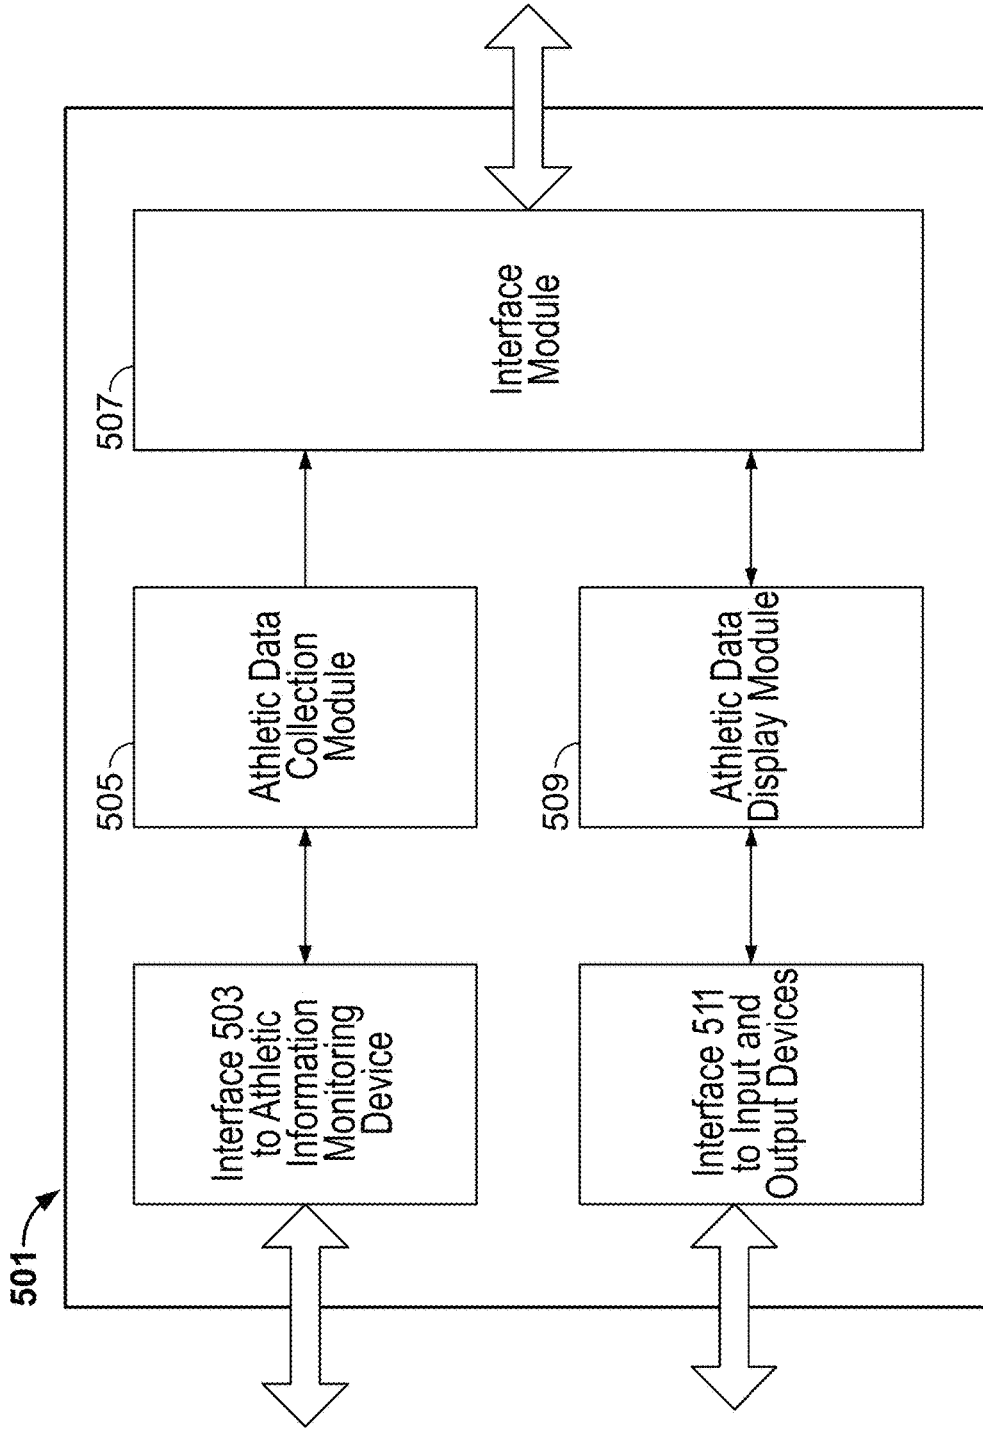 501
Interface 503
to Athletic
Information
Monitoring
Device
505
Athletic Data
Collection
Module
507
Interface
Module
Interface 511
to Input and
Output Devices
509
Athletic Data
Display Module